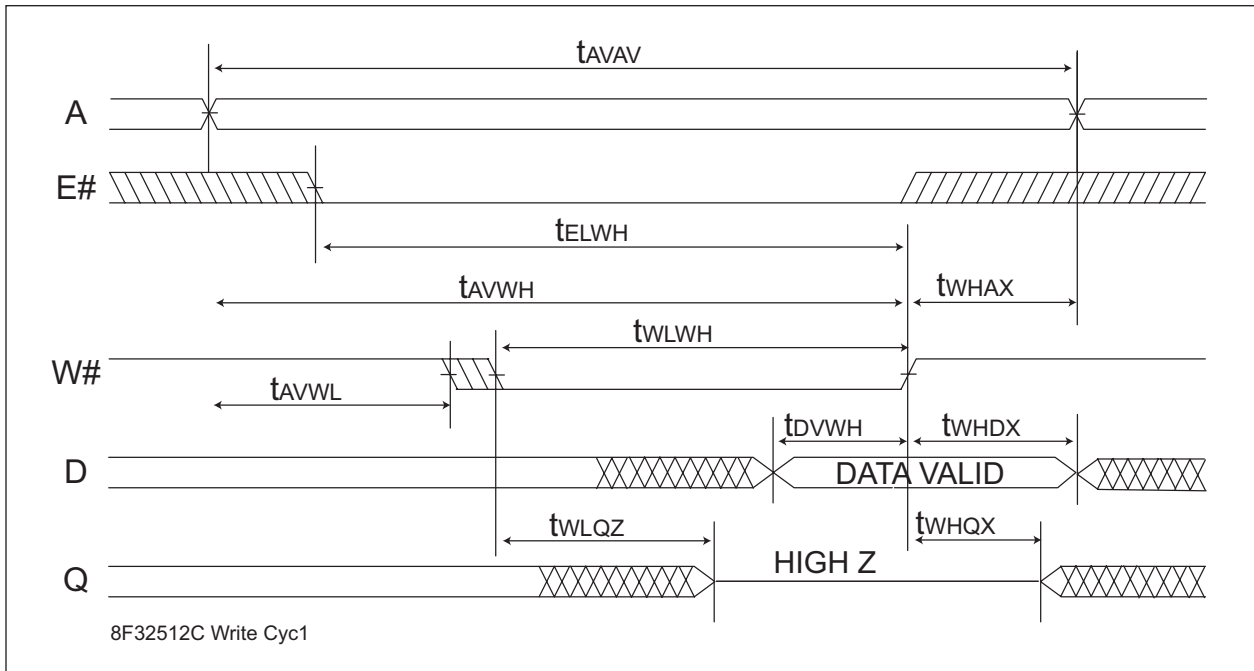 tAVAV
A
E#
tELWH
tAVWH
tWHAX
tWLWH
W#
tAVWL
tDVWH
tWHDX
D
DATA VALID
tWLQZ
tWHQX
HIGH Z
Q
8F32512C Write Cyc1